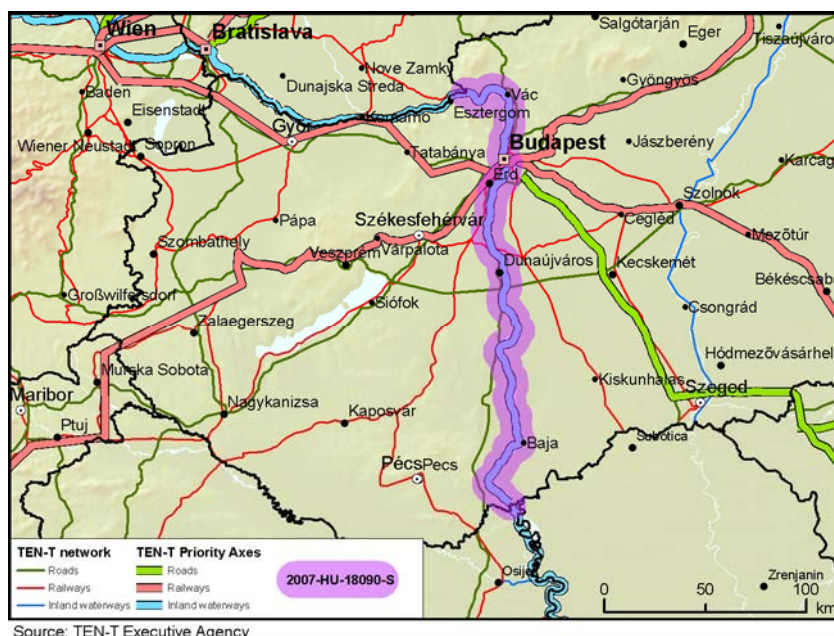 Wien
Bratislava
Salgótarján
Eger
Tiszaújváros
Nove Zamky
Dunajska Streda
Baden
Eisenstadt
Vác
Gyöngyös
Esztergom
Komarno
Győr
Wiener Neustadt
Sopron
Tatabánya
Budapest
Jászberény
Karcag
Érd
Pápa
Székesfehérvár
Cegléd
Szolnok
Szombathely
Veszprém
Várpalota
Mezőtúr
Dunaújváros
Kecskemét
Békéscsaba
Großwilfersdorf
Siófok
Csongrád
Zalaegerszeg
Hódmezővásárhel
Murska Sobota
Kiskunhalas
Szeged
Maribor
Ptuj
Nagykanizsa
Kaposvár
Baja
Subotica
Pécs
Pecs
TEN-T network
TEN-T Priority Axes
Roads
Roads
Railways
Railways
Inland waterways
Inland waterways
2007-HU-18090-S
Osijek
Zrenjanin
0 50 100
km
Source: TEN-T Executive Agency